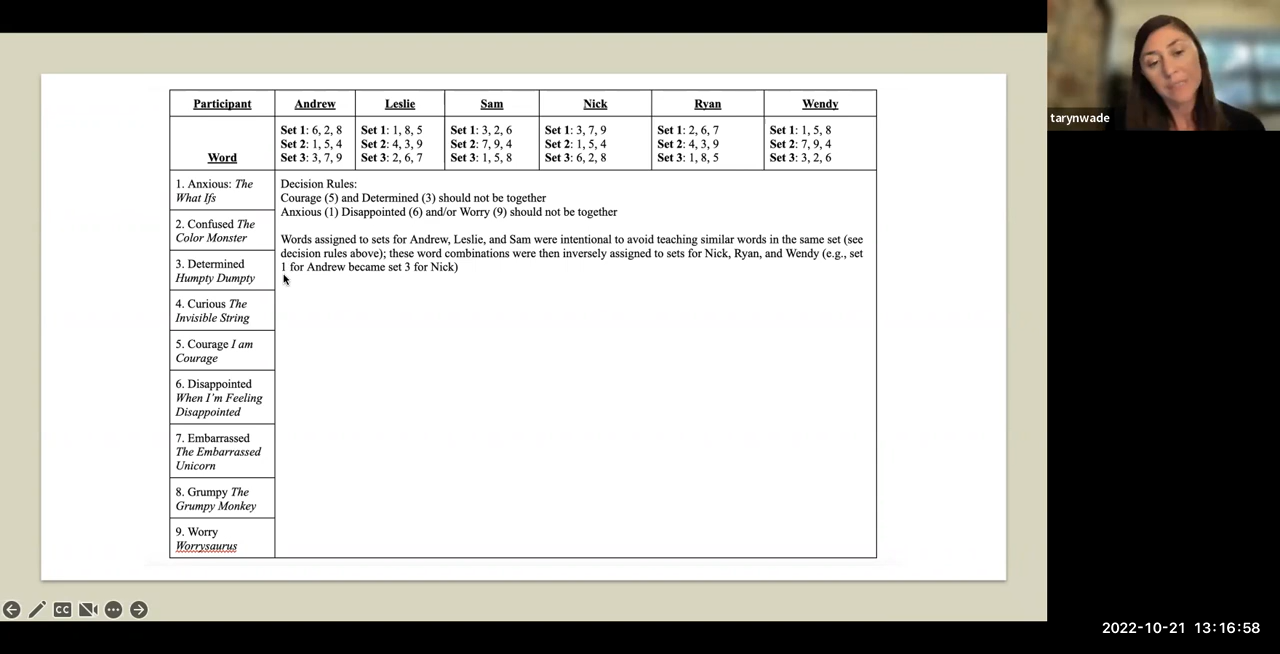 Participant Andrew Leslie Sam Nick Ryan Wendy
Word
Set 1: 6, 2, 8
Set 2: 1, 5, 4
Set 3: 3, 7, 9
Set 1: 1, 8, 5
Set 2: 4, 3, 9
Set 3: 2, 6, 7
Set 1: 3, 2, 6
Set 2: 7, 9, 4
Set 3: 1, 5, 8
Set 1: 3, 7, 9
Set 2: 1, 5, 4
Set 3: 6, 2, 8
Set 1: 2, 6, 7
Set 2: 4, 3, 9
Set 3: 1, 8, 5
Set 1: 1, 5, 8
Set 2: 7, 9, 4
Set 3: 3, 2, 6
1. Anxious: The
What Ifs
2. Confused The
Color Monster
3. Determined
Humpty Dumpty
4. Curious The
Invisible String
5. Courage I am
Courage
6. Disappointed
When I'm Feeling
Disappointed
7. Embarrassed
The Embarrassed
Unicorn
8. Grumpy The
Grumpy Monkey
9. Worry
Worrysaurus
Decision Rules:
Courage (5) and Determined (3) should not be together
Anxious (1) Disappointed (6) and/or Worry (9) should not be together
Words assigned to sets for Andrew, Leslie, and Sam were intentional to avoid teaching similar words in the same set (see
decision rules above); these word combinations were then inversely assigned to sets for Nick, Ryan, and Wendy (e.g., set
1 for Andrew became set 3 for Nick)
tarynwade
CC
2022-10-21 13:16:58